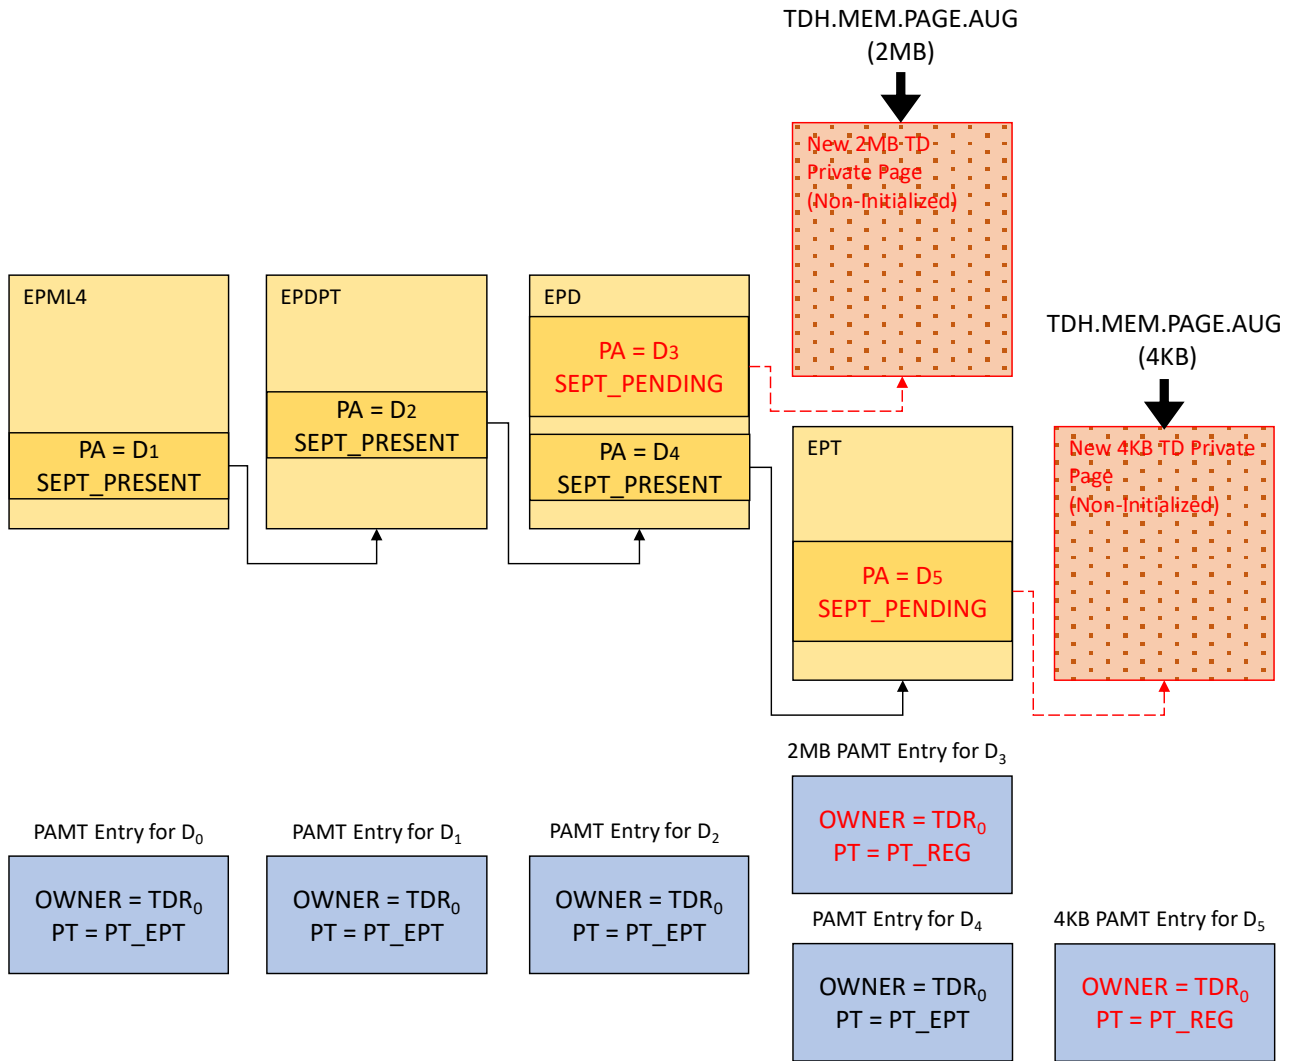 TDH.MEM.PAGE.AUG
(2MB)
New 2MB TD
Private Page
(Non-Initialized)
EPML4
PA = D1
SEPT_PRESENT
EPDPT
PA = D2
SEPT_PRESENT
EPD
PA = D3
SEPT_PENDING
PA = D4
SEPT_PRESENT
TDH.MEM.PAGE.AUG
(4KB)
EPT
PA = D5
SEPT_PENDING
New 4KB TD Private
Page
(Non-Initialized)
PAMT Entry for D0
OWNER = TDR0
PT = PT_EPT
PAMT Entry for D1
OWNER = TDR0
PT = PT_EPT
PAMT Entry for D2
OWNER = TDR0
PT = PT_EPT
2MB PAMT Entry for D3
OWNER = TDR0
PT = PT_REG
PAMT Entry for D4
OWNER = TDR0
PT = PT_EPT
4KB PAMT Entry for D5
OWNER = TDR0
PT = PT_REG